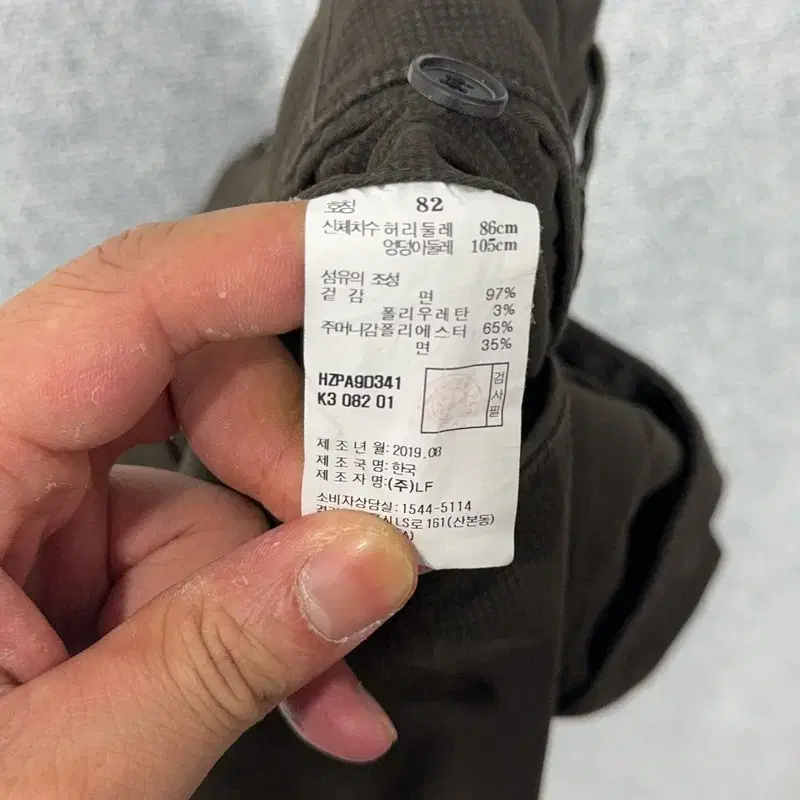 호칭 82
신체치수 허리둘레 86cm
엉덩이둘레 105cm
섬유의 조성
겉 감 면 97%
폴리우레탄 3%
주머니감 폴리에스터 65%
면 35%
HZPA9D341
K3 082 01
검사필
제 조 년 월: 2019.08
제 조 국 명: 한국
제 조 자 명: (주)LF
소비자상담실: 1544-5114
LS로 161(산본동)